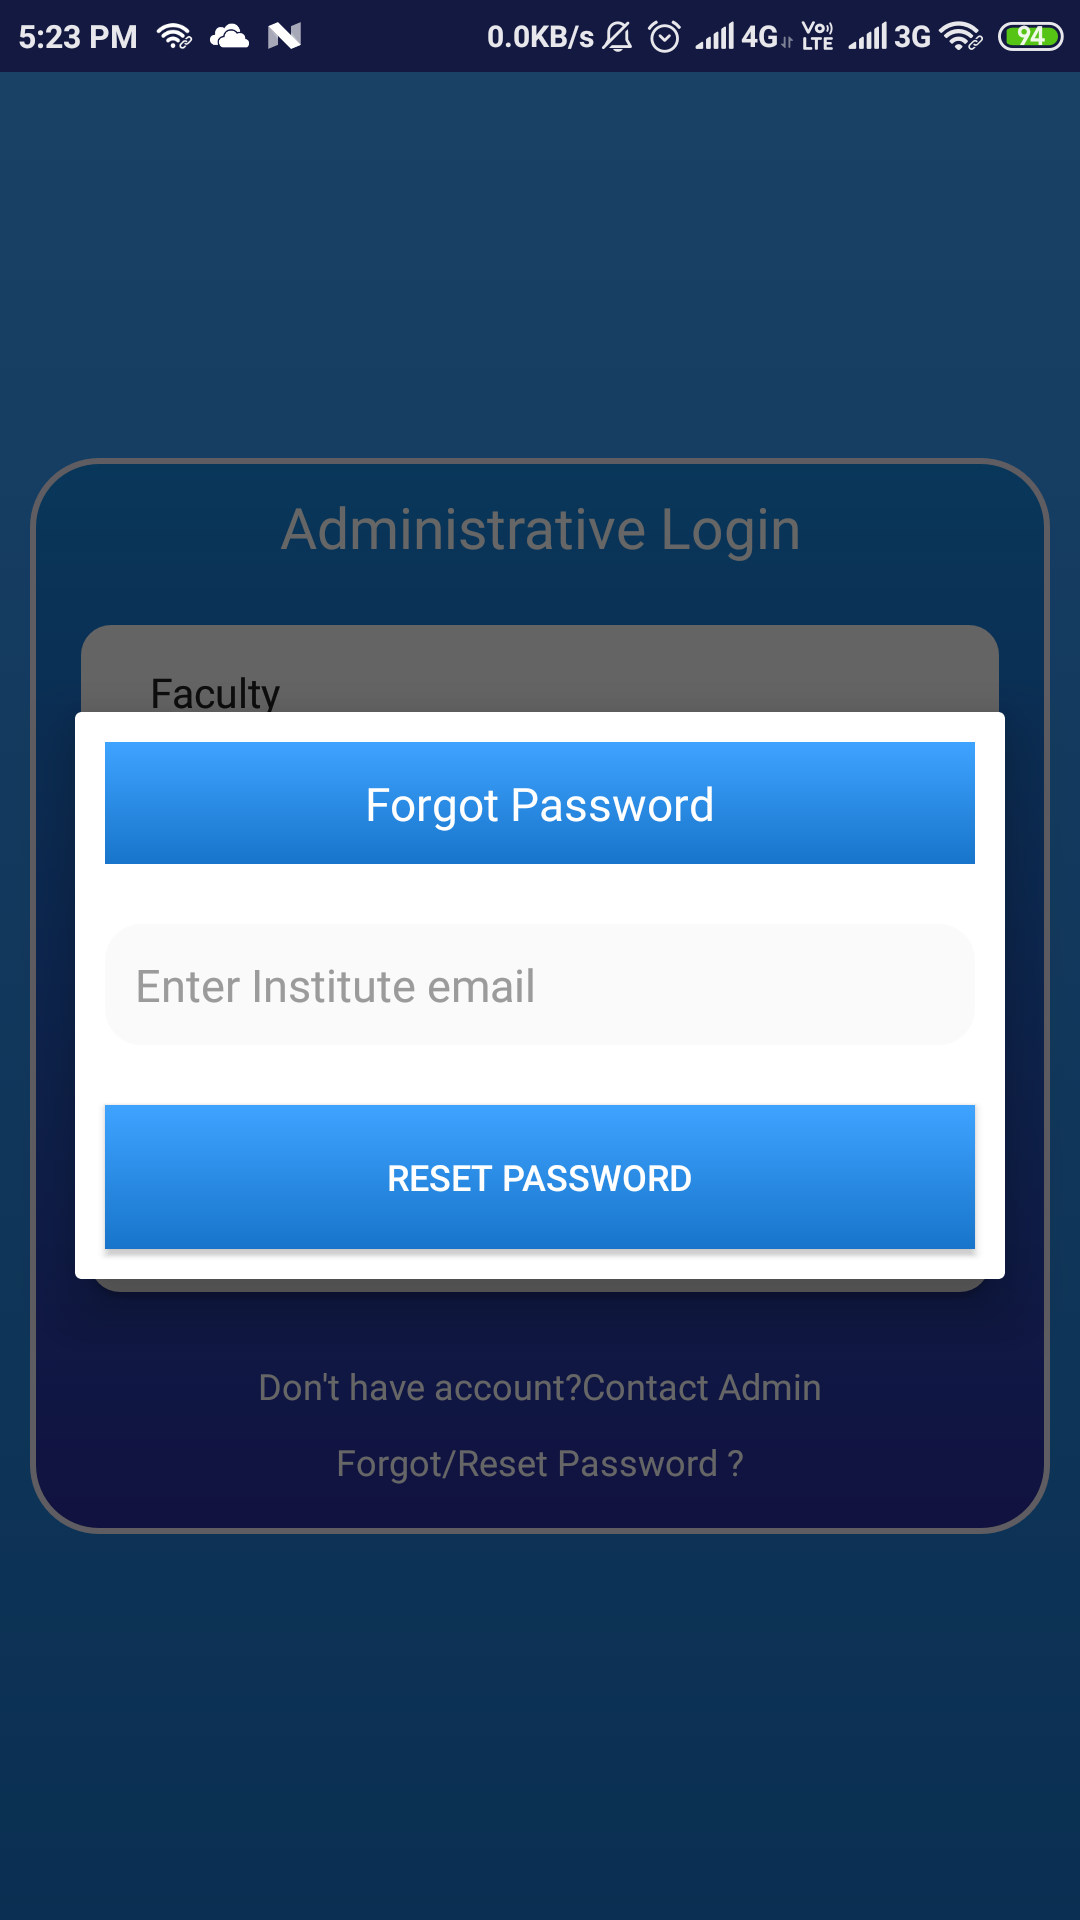 5:23 PM 0.0KB/s 4G Vo LTE 3G 94
Administrative Login
Faculty
Forgot Password
Enter Institute email
RESET PASSWORD
Don't have account?Contact Admin
Forgot/Reset Password ?